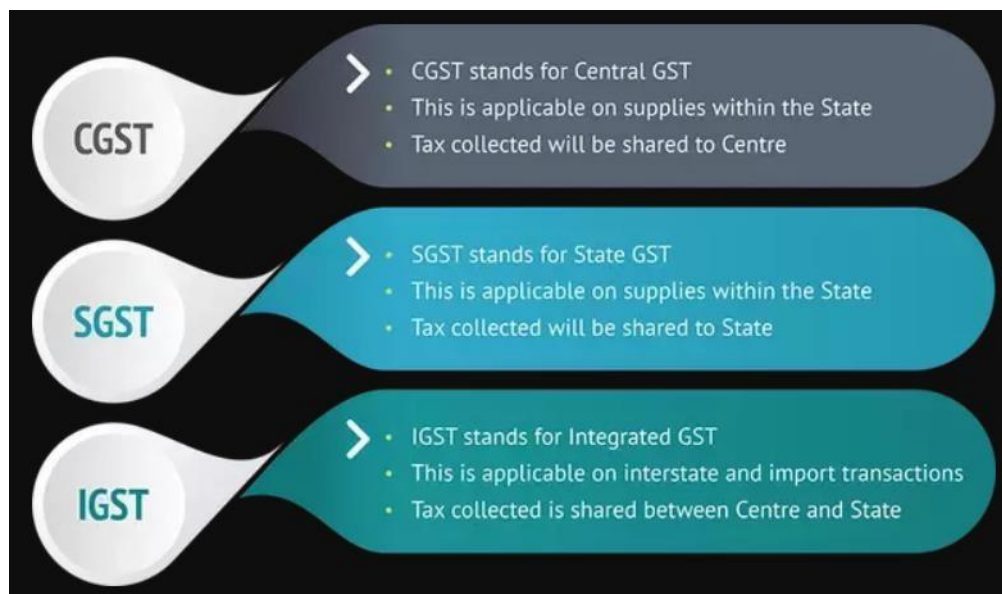 CGST
• CGST stands for Central GST
• This is applicable on supplies within the State
• Tax collected will be shared to Centre
SGST
• SGST stands for State GST
• This is applicable on supplies within the State
• Tax collected will be shared to State
IGST
• IGST stands for Integrated GST
• This is applicable on interstate and import transactions
• Tax collected is shared between Centre and State